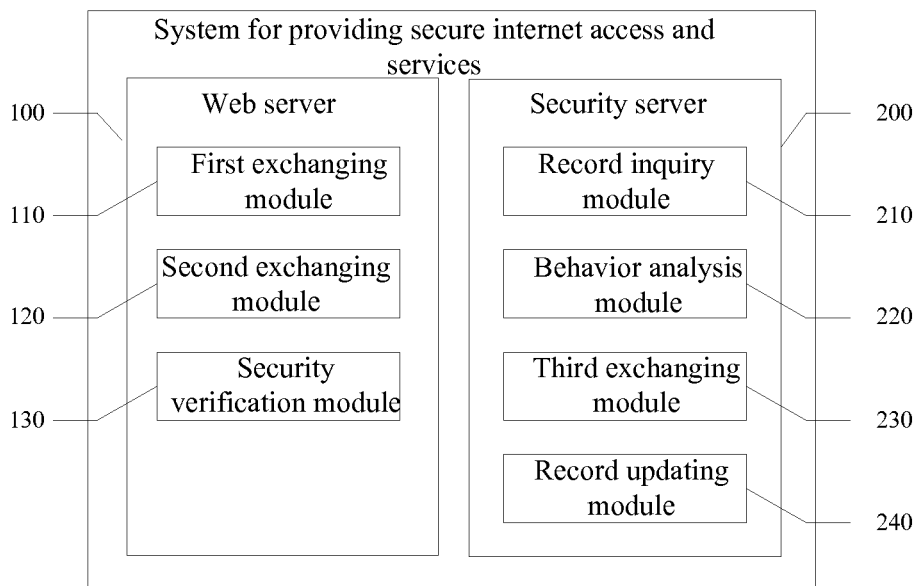 System for providing secure internet access and
services
Web server
Security server
100
200
First exchanging
module
Record inquiry
module
110
210
Second exchanging
module
Behavior analysis
module
120
220
Security
verification module
Third exchanging
module
130
230
Record updating
module
240